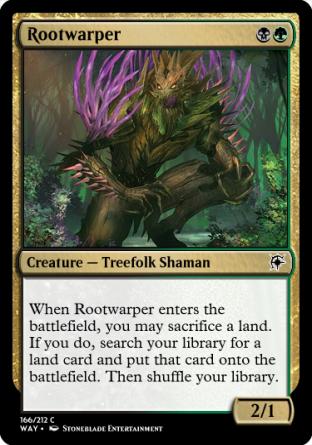 Rootwarper
Creature — Treefolk Shaman
When Rootwarper enters the
battlefield, you may sacrifice a land.
If you do, search your library for a
land card and put that card onto the
battlefield. Then shuffle your library.
2/1
166/212 C
WAY • Stoneblade Entertainment